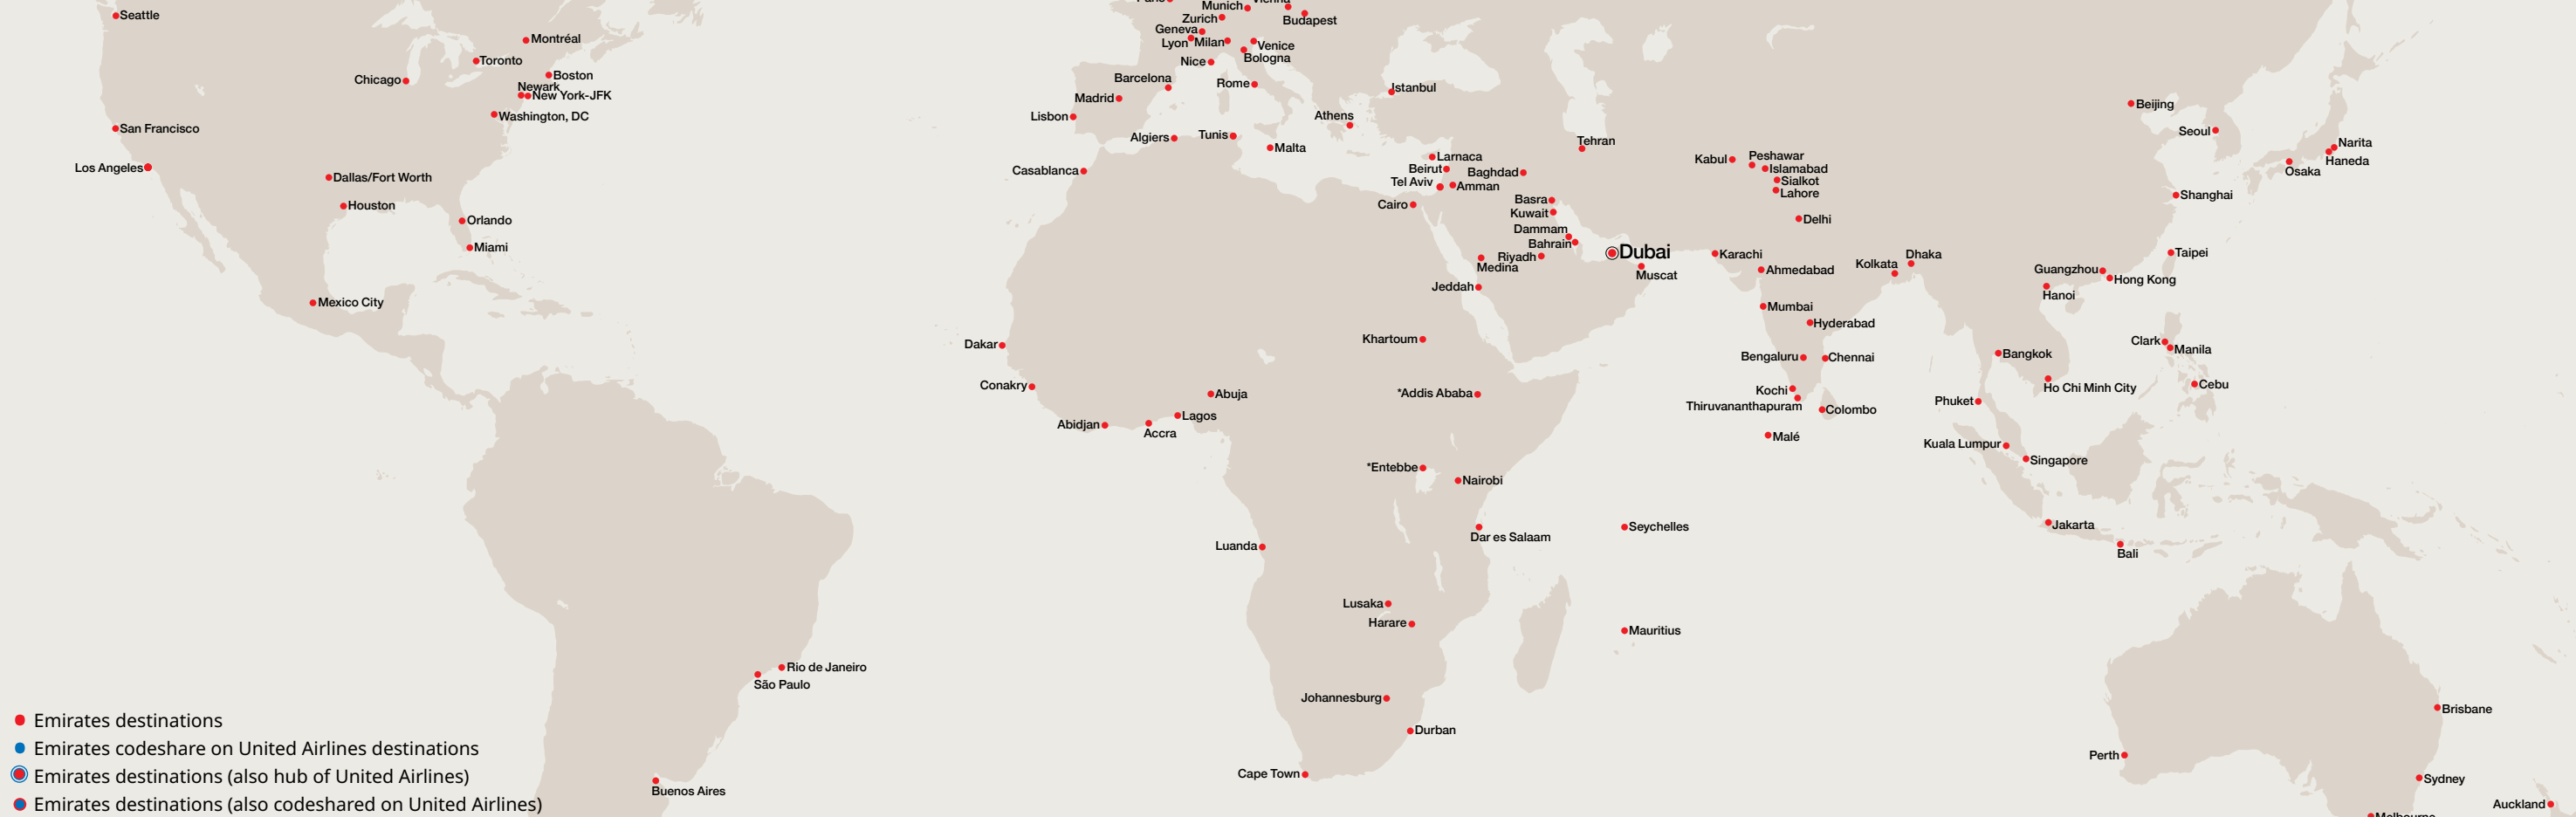 Seattle
Montréal
Toronto
Chicago
Boston
Newark
New York-JFK
Washington, DC
San Francisco
Los Angeles
Dallas/Fort Worth
Houston
Orlando
Miami
Mexico City
Rio de Janeiro
São Paulo
Buenos Aires
Paris
Munich
Vienna
Zurich
Budapest
Geneva
Lyon
Milan
Venice
Bologna
Nice
Barcelona
Rome
Madrid
Lisbon
Istanbul
Athens
Algiers
Tunis
Malta
Casablanca
Larnaca
Beirut
Baghdad
Tel Aviv
Amman
Cairo
Tehran
Basra
Kuwait
Dammam
Bahrain
Riyadh
Medina
Jeddah
Dubai
Muscat
Dakar
Conakry
Khartoum
*Addis Ababa
Abuja
Lagos
Abidjan
Accra
*Entebbe
Nairobi
Dar es Salaam
Seychelles
Luanda
Lusaka
Harare
Mauritius
Johannesburg
Durban
Cape Town
Kabul
Peshawar
Islamabad
Sialkot
Lahore
Delhi
Karachi
Ahmedabad
Kolkata
Dhaka
Mumbai
Hyderabad
Bengaluru
Chennai
Kochi
Thiruvananthapuram
Colombo
Malé
Beijing
Seoul
Narita
Haneda
Osaka
Shanghai
Taipei
Guangzhou
Hong Kong
Hanoi
Clark
Manila
Bangkok
Ho Chi Minh City
Cebu
Phuket
Kuala Lumpur
Singapore
Jakarta
Bali
Brisbane
Perth
Sydney
Auckland
Melbourne
Emirates destinations
Emirates codeshare on United Airlines destinations
Emirates destinations (also hub of United Airlines)
Emirates destinations (also codeshared on United Airlines)